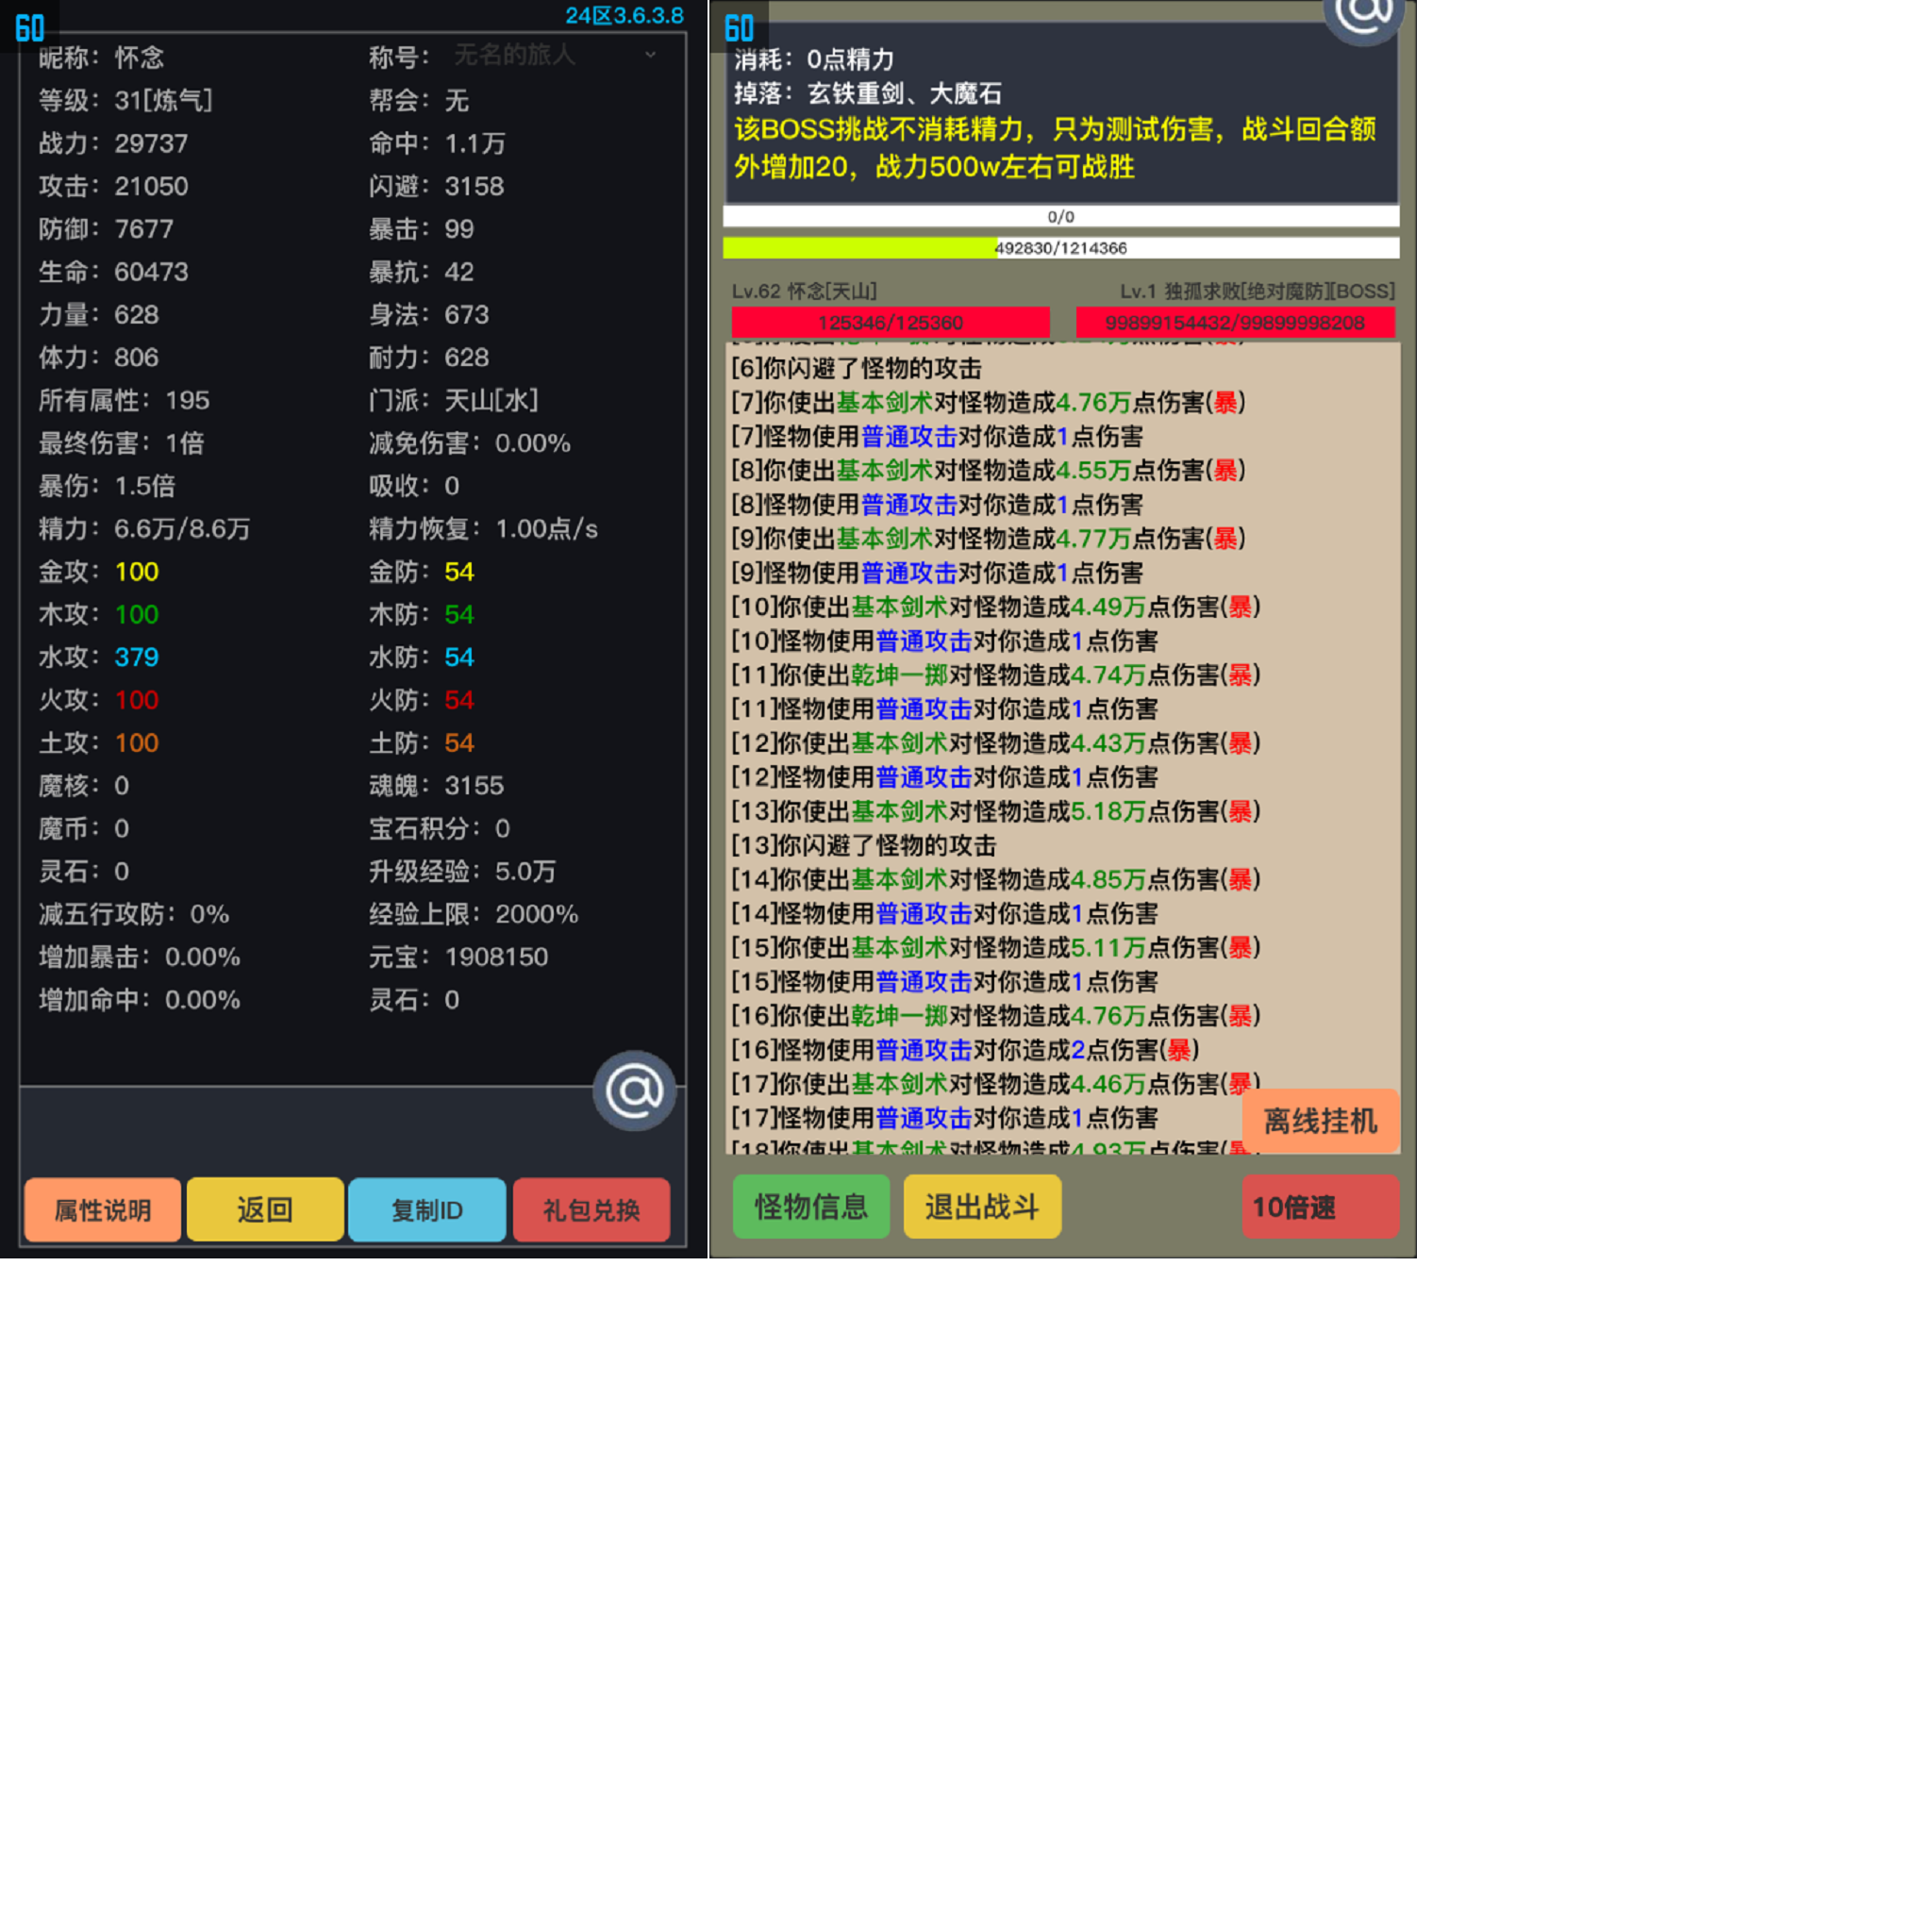 60
24区3.6.3.8
昵称：怀念
称号：无名的旅人
等级：31[炼气]
帮会：无
战力：29737
命中：1.1万
攻击：21050
闪避：3158
防御：7677
暴击：99
生命：60473
暴抗：42
力量：628
身法：673
体力：806
耐力：628
所有属性：195
门派：天山[水]
最终伤害：1倍
减免伤害：0.00%
暴伤：1.5倍
吸收：0
精力：6.6万/8.6万
精力恢复：1.00点/s
金攻：100
金防：54
木攻：100
木防：54
水攻：379
水防：54
火攻：100
火防：54
土攻：100
土防：54
魔核：0
魂魄：3155
魔币：0
宝石积分：0
灵石：0
升级经验：5.0万
减五行攻防：0%
经验上限：2000%
增加暴击：0.00%
元宝：1908150
增加命中：0.00%
灵石：0
@
属性说明
返回
复制ID
礼包兑换
60
@
消耗：0点精力
掉落：玄铁重剑、大魔石
该BOSS挑战不消耗精力，只为测试伤害，战斗回合额
外增加20，战力500w左右可战胜
0/0
492830/1214366
Lv.62 怀念[天山]
Lv.1 独孤求败[绝对魔防][BOSS]
125346/125360
99899154432/99899998208
[6]你闪避了怪物的攻击
[7]你使出基本剑术对怪物造成4.76万点伤害(暴)
[7]怪物使用普通攻击对你造成1点伤害
[8]你使出基本剑术对怪物造成4.55万点伤害(暴)
[8]怪物使用普通攻击对你造成1点伤害
[9]你使出基本剑术对怪物造成4.77万点伤害(暴)
[9]怪物使用普通攻击对你造成1点伤害
[10]你使出基本剑术对怪物造成4.49万点伤害(暴)
[10]怪物使用普通攻击对你造成1点伤害
[11]你使出乾坤一掷对怪物造成4.74万点伤害(暴)
[11]怪物使用普通攻击对你造成1点伤害
[12]你使出基本剑术对怪物造成4.43万点伤害(暴)
[12]怪物使用普通攻击对你造成1点伤害
[13]你使出基本剑术对怪物造成5.18万点伤害(暴)
[13]你闪避了怪物的攻击
[14]你使出基本剑术对怪物造成4.85万点伤害(暴)
[14]怪物使用普通攻击对你造成1点伤害
[15]你使出基本剑术对怪物造成5.11万点伤害(暴)
[15]怪物使用普通攻击对你造成1点伤害
[16]你使出乾坤一掷对怪物造成4.76万点伤害(暴)
[16]怪物使用普通攻击对你造成2点伤害(暴)
[17]你使出基本剑术对怪物造成4.46万点伤害(暴)
[17]怪物使用普通攻击对你造成1点伤害
[18]你使出基本剑术对怪物造成4.93万点伤害(暴)
离线挂机
怪物信息
退出战斗
10倍速